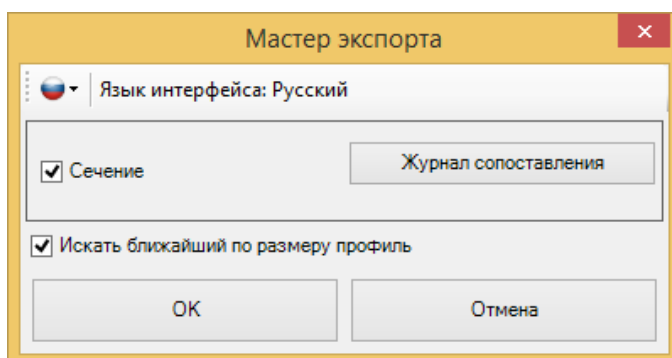 Мастер экспорта
Язык интерфейса: Русский
Сечение
Журнал сопоставления
Искать ближайший по размеру профиль
OK
Отмена